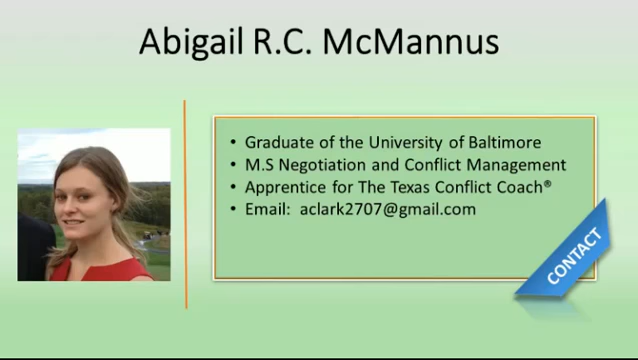 Abigail R.C. McMannus
• Graduate of the University of Baltimore
• M.S Negotiation and Conflict Management
• Apprentice for The Texas Conflict Coach®
• Email: aclark2707@gmail.com
CONTACT